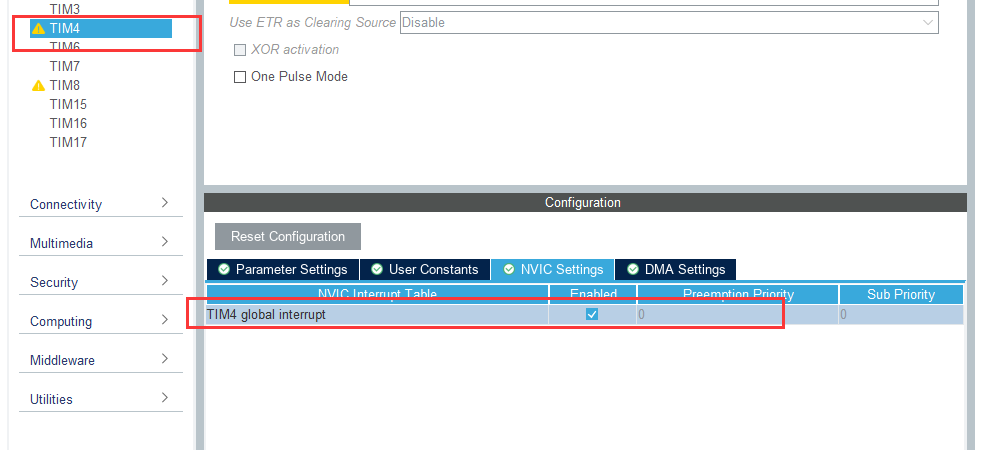 TIM3
TIM4
TIM6
TIM7
TIM8
TIM15
TIM16
TIM17
Connectivity
Multimedia
Security
Computing
Middleware
Utilities
Use ETR as Clearing Source Disable
XOR activation
One Pulse Mode
Configuration
Reset Configuration
Parameter Settings User Constants NVIC Settings DMA Settings
NVIC Interrupt Table Enabled Preemption Priority Sub Priority
TIM4 global interrupt 0 0